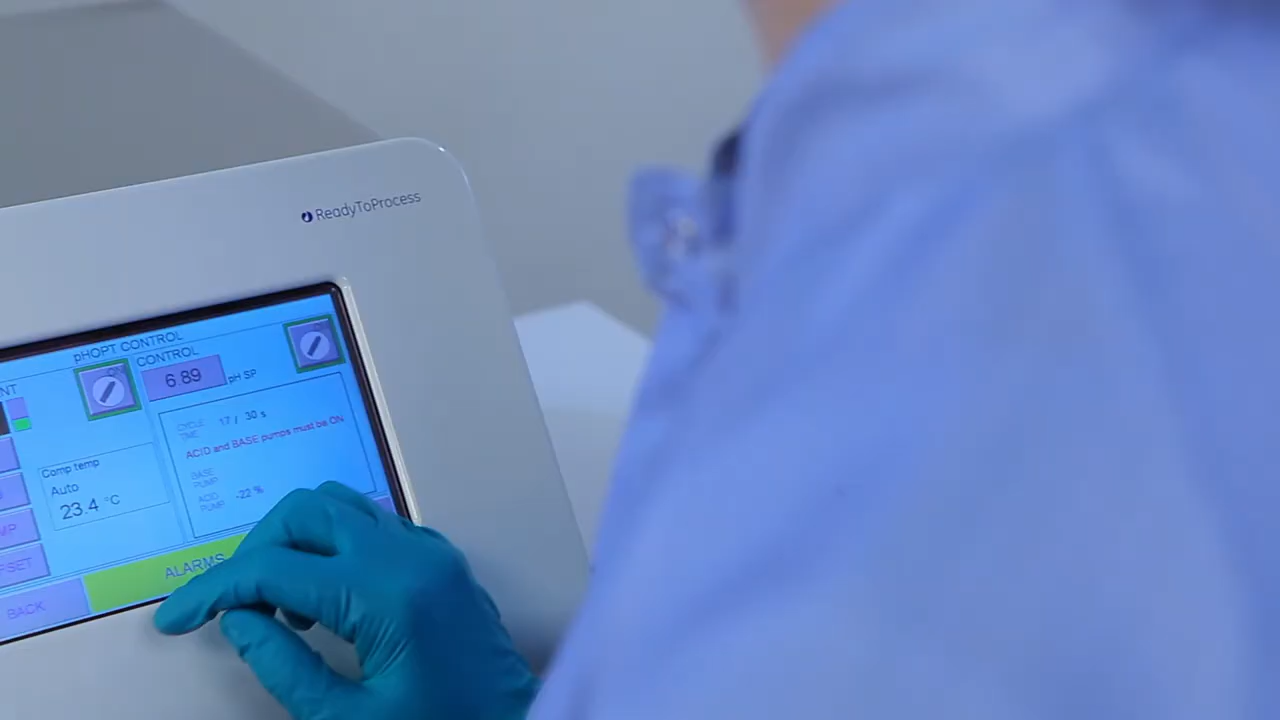 ReadyToProcess
pHOPT CONTROL
CONTROL
ON
6.89 pH SP
CYCLE TIME 17 / 30 s
ACID and BASE pumps must be ON
BASE PUMP
ACID PUMP -22 %
Comp temp
Auto
23.4 °C
ALARMS
BACK